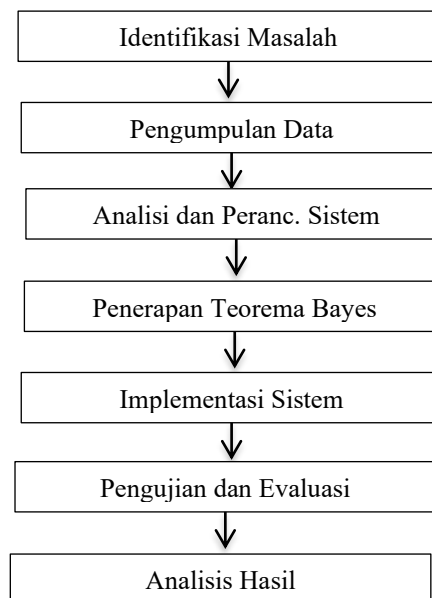 Identifikasi Masalah
Pengumpulan Data
Analisi dan Peranc. Sistem
Penerapan Teorema Bayes
Implementasi Sistem
Pengujian dan Evaluasi
Analisis Hasil